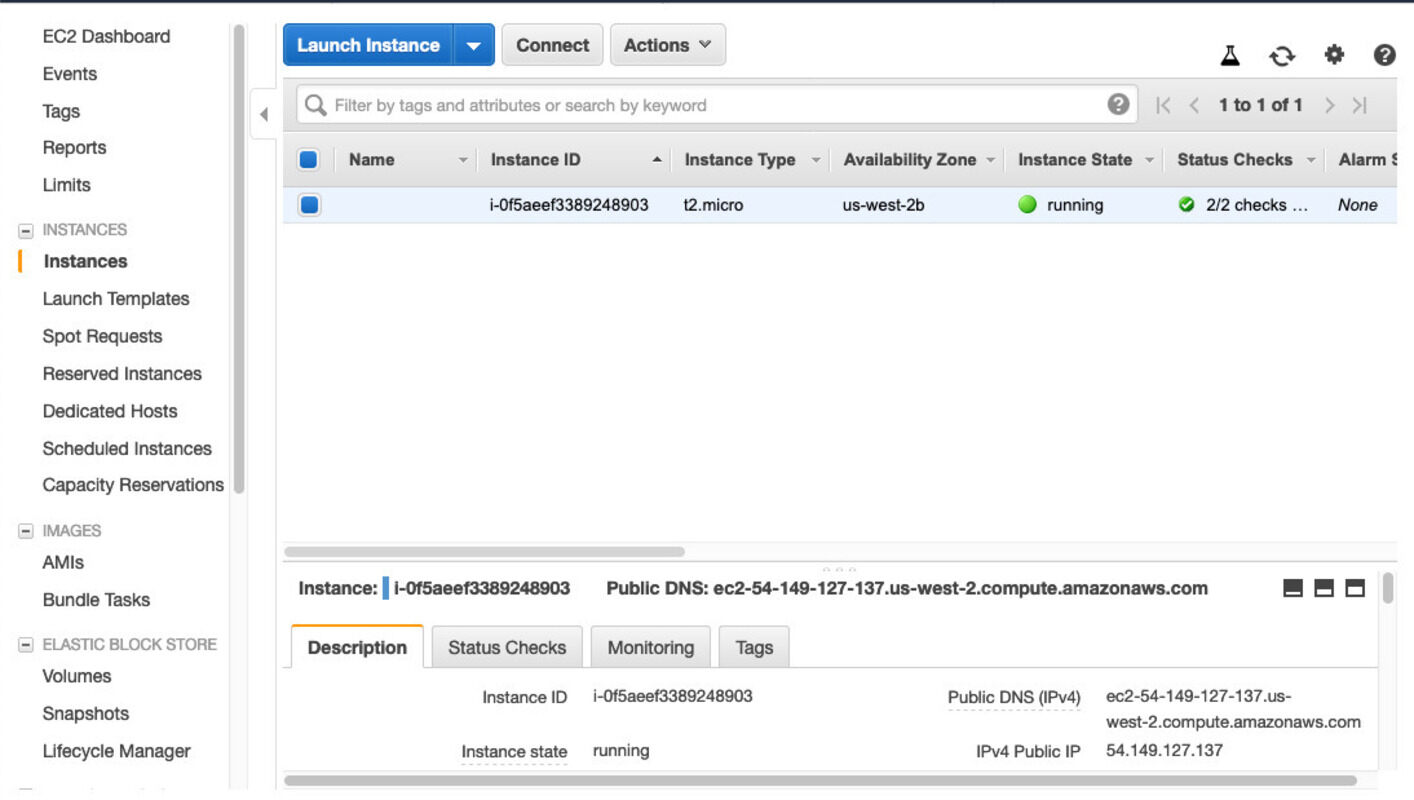 EC2 Dashboard
Events
Tags
Reports
Limits
INSTANCES
Instances
Launch Templates
Spot Requests
Reserved Instances
Dedicated Hosts
Scheduled Instances
Capacity Reservations
IMAGES
AMIs
Bundle Tasks
ELASTIC BLOCK STORE
Volumes
Snapshots
Lifecycle Manager
Launch Instance Connect Actions
Filter by tags and attributes or search by keyword 1 to 1 of 1
Name Instance ID Instance Type Availability Zone Instance State Status Checks Alarm S
i-0f5aeef3389248903 t2.micro us-west-2b running 2/2 checks ... None
Instance: i-0f5aeef3389248903 Public DNS: ec2-54-149-127-137.us-west-2.compute.amazonaws.com
Description Status Checks Monitoring Tags
Instance ID i-0f5aeef3389248903 Public DNS (IPv4) ec2-54-149-127-137.us-
west-2.compute.amazonaws.com
Instance state running IPv4 Public IP 54.149.127.137